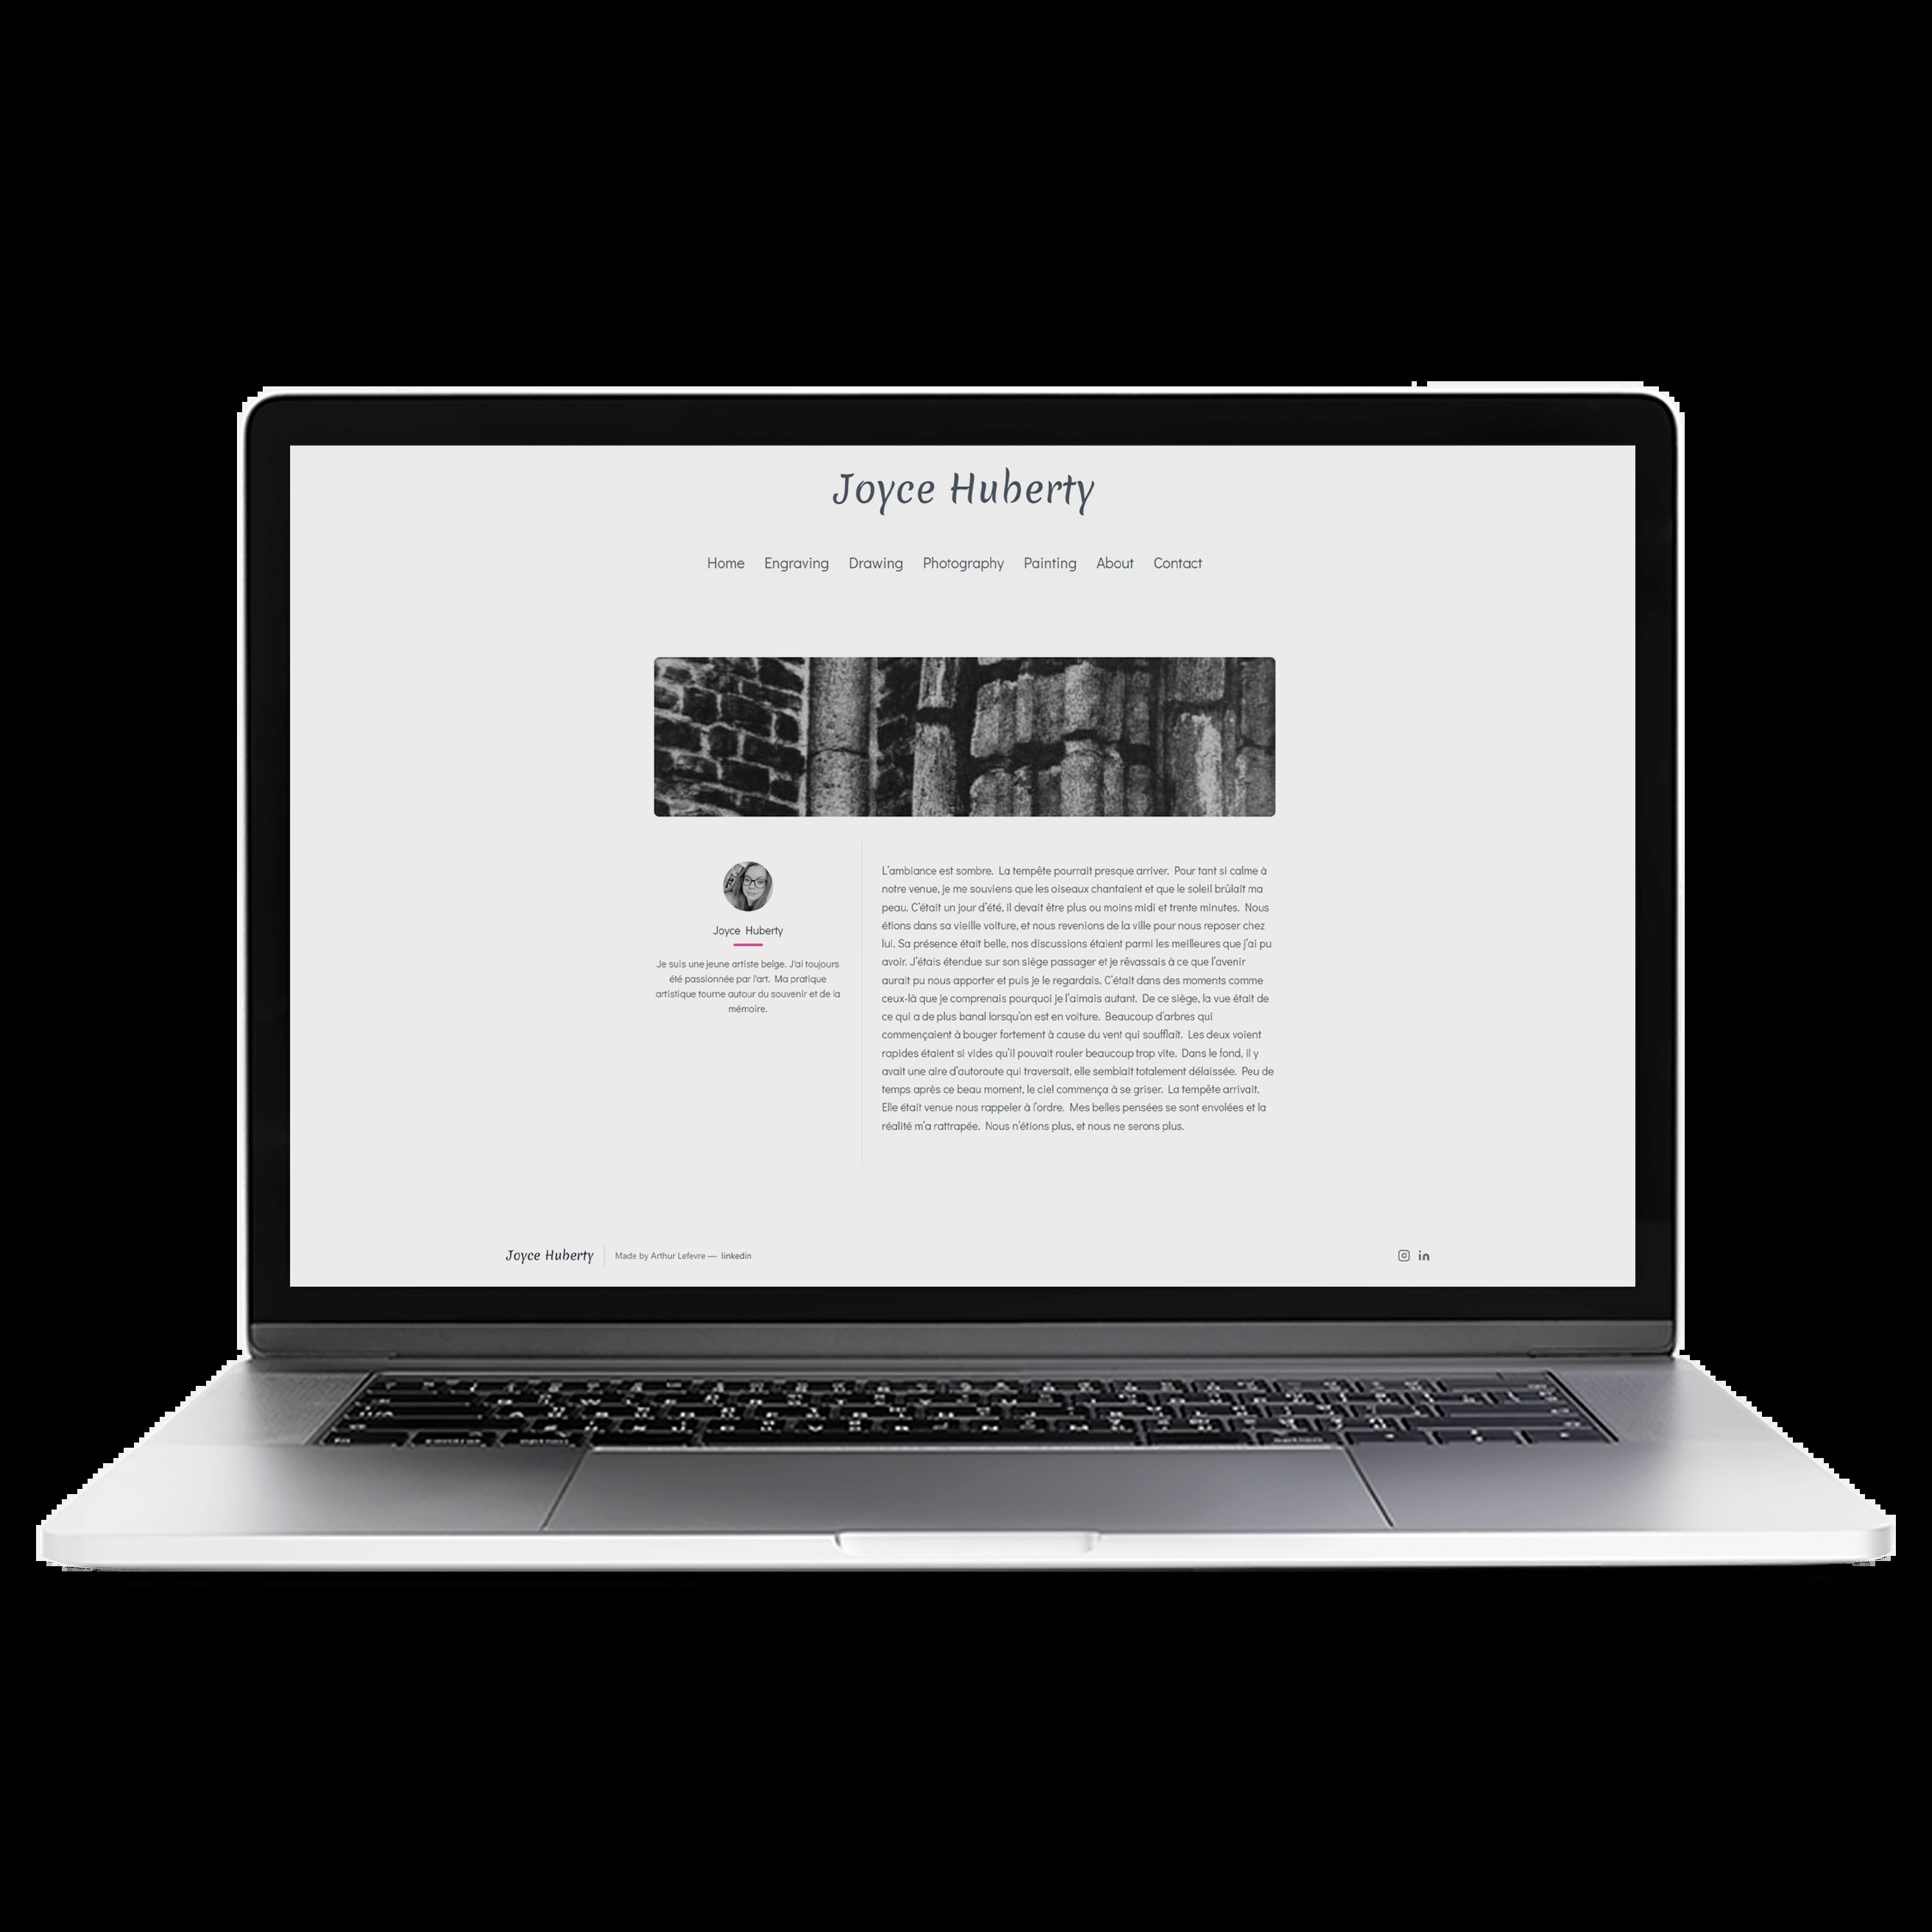 Joyce Huberty
Home Engraving Drawing Photography Painting About Contact
Joyce Huberty
Je suis une jeune artiste belge. J'ai toujours
été passionnée par l'art. Ma pratique
artistique tourne autour du souvenir et de la
mémoire.
L'ambiance est sombre. La tempête pourrait presque arriver. Pour tant si calme à
notre venue, je me souviens que les oiseaux chantaient et que le soleil brûlait ma
peau. C'était un jour d'été, il devait être plus ou moins midi et trente minutes. Nous
étions dans sa vieille voiture, et nous revenions de la ville pour nous reposer chez
lui. Sa présence était belle, nos discussions étaient parmi les meilleures que j'ai pu
avoir. J'étais étendue sur son siège passager et je rêvassais à ce que l'avenir
aurait pu nous apporter et puis je le regardais. C'était dans des moments comme
ceux-là que je comprenais pourquoi je l'aimais autant. De ce siège, la vue était de
ce qui a de plus banal lorsqu'on est en voiture. Beaucoup d'arbres qui
commençaient à bouger fortement à cause du vent qui soufflait. Les deux voient
rapides étaient si vides qu'il pouvait rouler beaucoup trop vite. Dans le fond, il y
avait une aire d'autoroute qui traversait, elle semblait totalement délaissée. Peu de
temps après ce beau moment, le ciel commença à se griser. La tempête arrivait.
Elle était venue nous rappeler à l'ordre. Mes belles pensées se sont envolées et la
réalité m'a rattrapée. Nous n'étions plus, et nous ne serons plus.
Joyce Huberty Made by Arthur Lefevre — linkedin
in